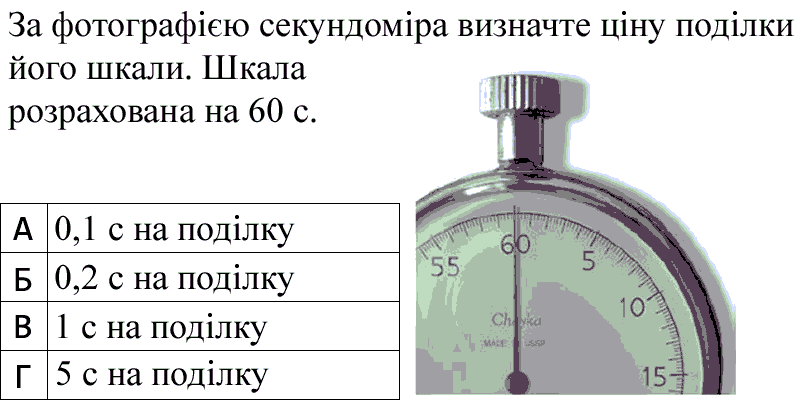 За фотографією секундоміра визначте ціну поділки
його шкали. Шкала
розрахована на 60 с.
А 0,1 с на поділку
Б 0,2 с на поділку
В 1 с на поділку
Г 5 с на поділку
55 60 5
10
15
Chayka
MADE IN USSR